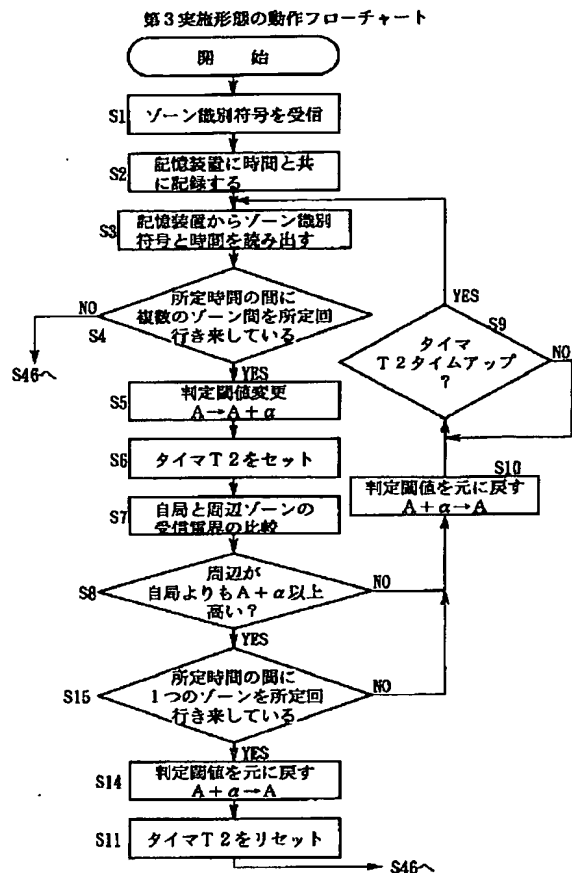 第3実施形態の動作フローチャート
開 始
S1
ゾーン識別符号を受信
S2
記憶装置に時間と共
に記録する
S3
記憶装置からゾーン識別
符号と時間を読み出す
NO
所定時間の間に
複数のゾーン間を所定回
行き来している
S4
S46へ
YES
S5
判定閾値変更
A→A+α
S6
タイマT2をセット
S7
自局と周辺ゾーンの
受信電界の比較
S8
周辺が
自局よりもA+α以上
高い?
NO
YES
S15
所定時間の間に
1つのゾーンを所定回
行き来している
NO
YES
S14
判定閾値を元に戻す
A+α→A
S11
タイマT2をリセット
S46へ
YES
S9
タイマ
T2タイムアップ
?
NO
S10
判定閾値を元に戻す
A+α→A